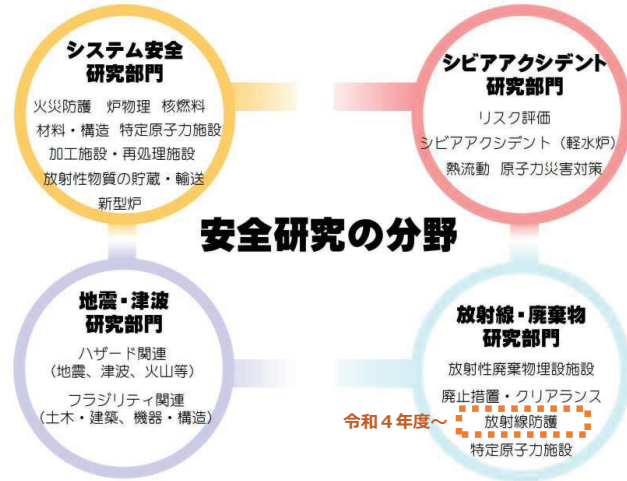 システム安全
研究部門
火災防護 炉物理 核燃料
材料・構造 特定原子力施設
加工施設・再処理施設
放射性物質の貯蔵・輸送
新型炉
シビアアクシデント
研究部門
リスク評価
シビアアクシデント（軽水炉）
熱流動 原子力災害対策
安全研究の分野
地震・津波
研究部門
ハザード関連
（地震、津波、火山等）
フラジリティ関連
（土木・建築、機器・構造）
放射線・廃棄物
研究部門
放射性廃棄物埋設施設
廃止措置・クリアランス
令和４年度～ 放射線防護
特定原子力施設